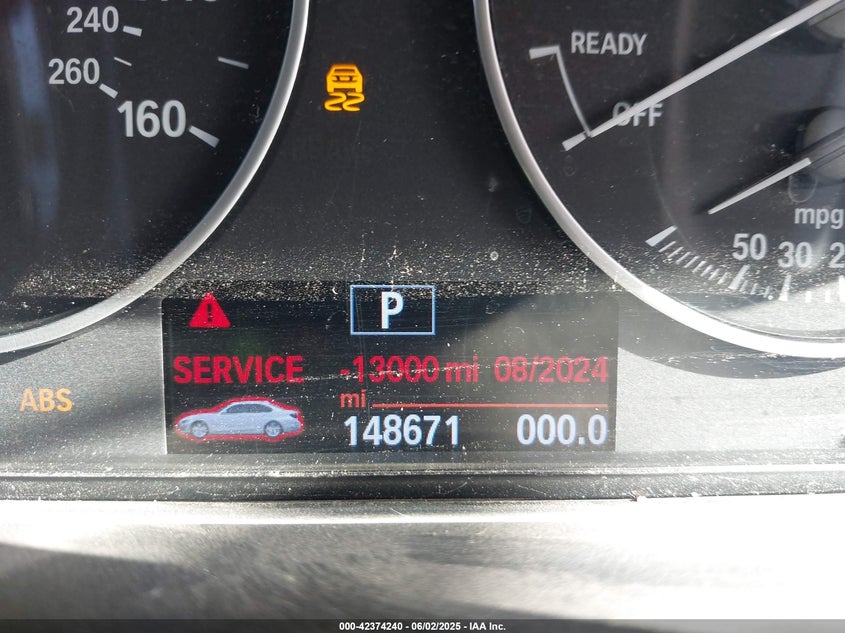 240
260
160
READY
OFF
mpg
50
30
P
SERVICE -13000 mi 08/2024
ABS
mi
148671 000.0
000-42374240 - 06/02/2025 - IAA Inc.